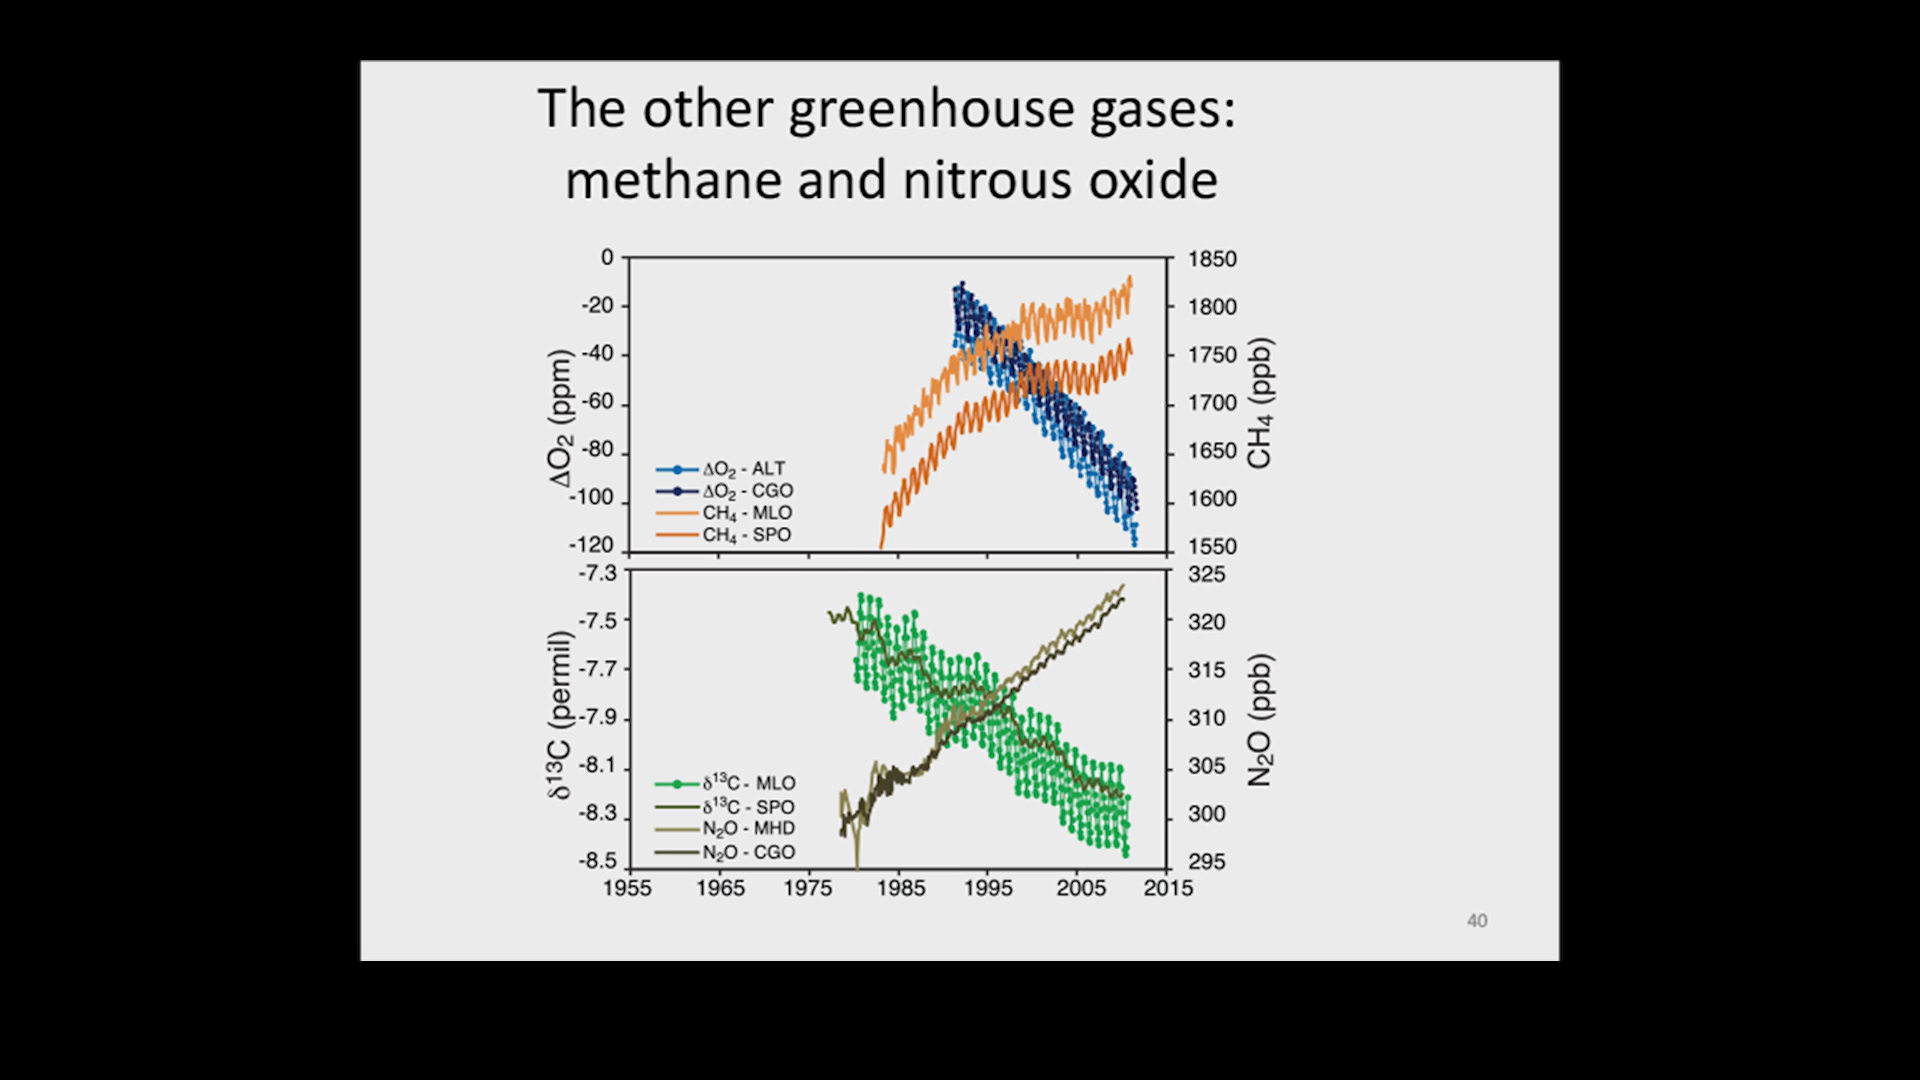 The other greenhouse gases:
methane and nitrous oxide
0
-20
-40
-60
-80
-100
-120
ΔO₂ (ppm)
1850
1800
1750
1700
1650
1600
1550
CH₄ (ppb)
ΔO₂ - ALT
ΔO₂ - CGO
CH₄ - MLO
CH₄ - SPO
-7.3
-7.5
-7.7
-7.9
-8.1
-8.3
-8.5
δ¹³C (permil)
325
320
315
310
305
300
295
N₂O (ppb)
δ¹³C - MLO
δ¹³C - SPO
N₂O - MHD
N₂O - CGO
1955 1965 1975 1985 1995 2005 2015
40